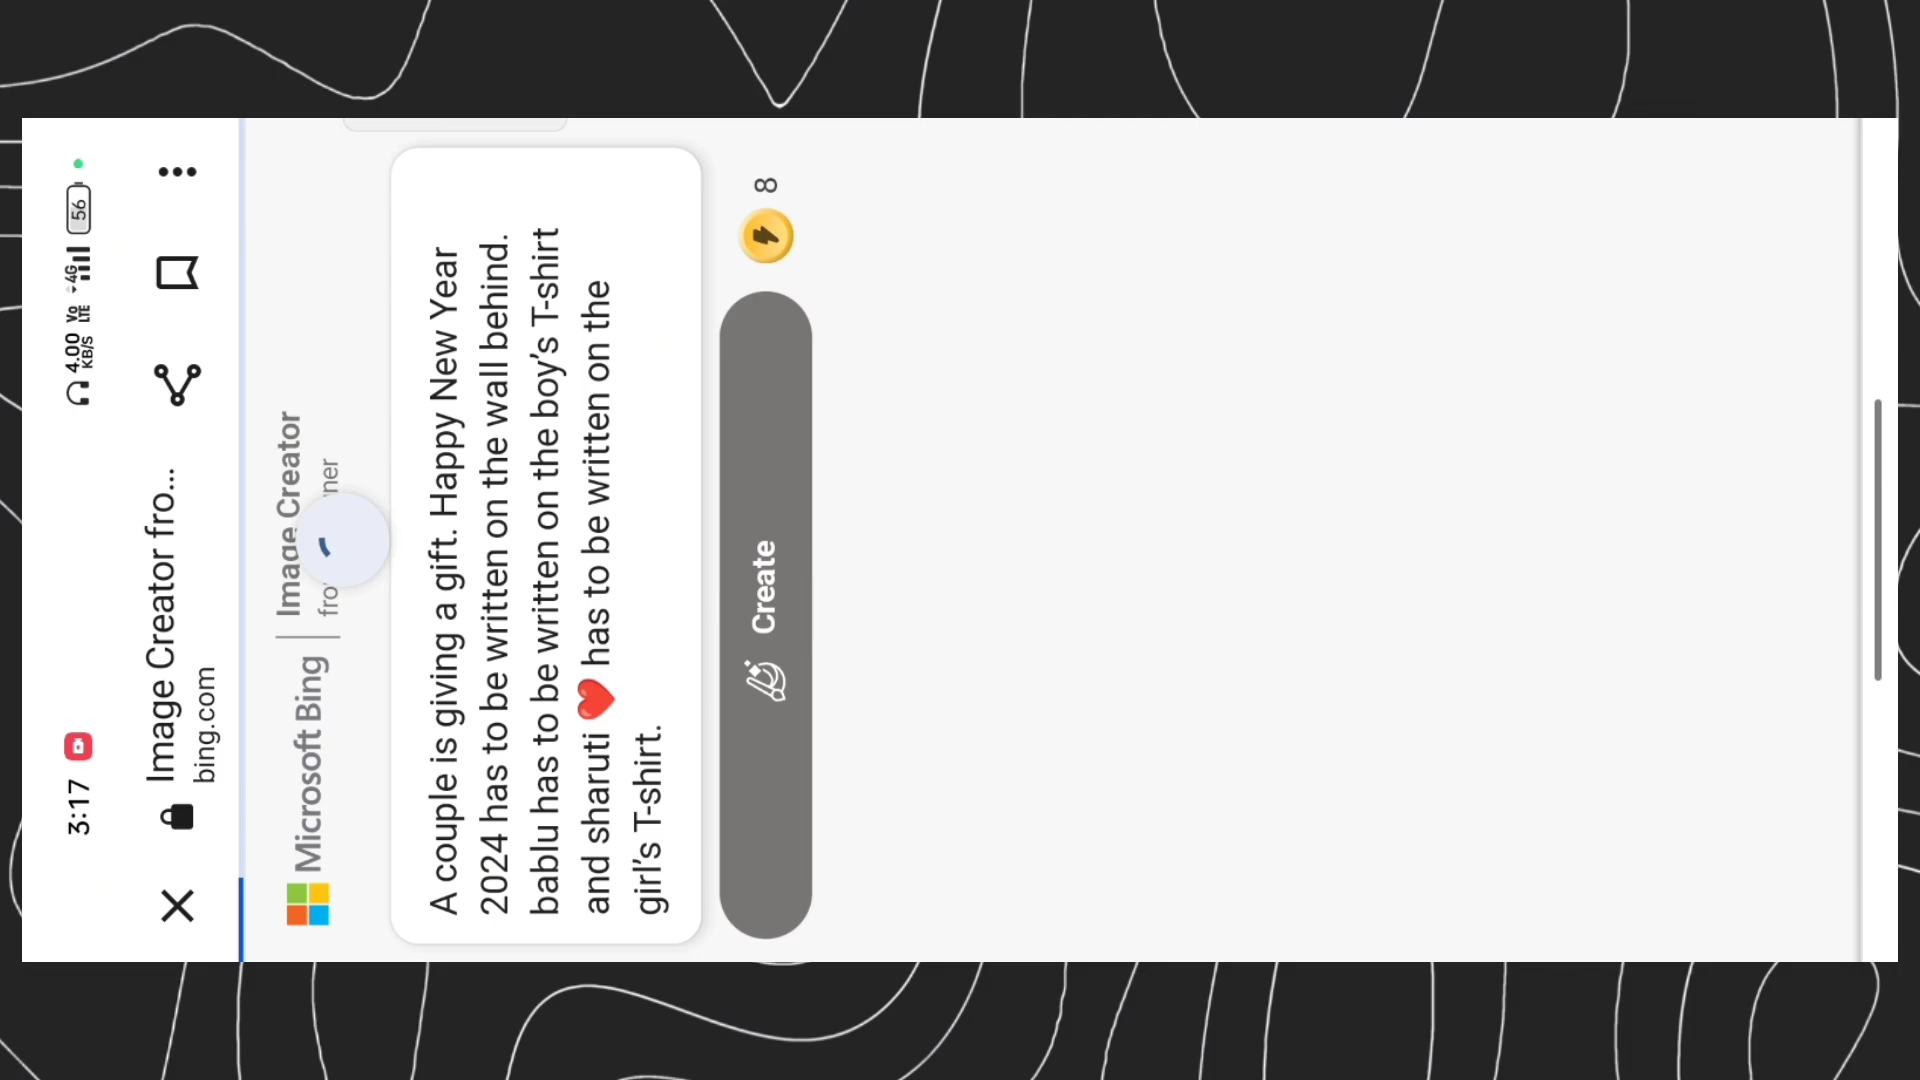 3:17
4.00
KB/S
Vo
LTE
4G
56
Image Creator fro...
bing.com
Microsoft Bing
Image Creator
fro
ner
A couple is giving a gift. Happy New Year
2024 has to be written on the wall behind.
bablu has to be written on the boy’s T-shirt
and sharuti ❤️ has to be written on the
girl’s T-shirt.
Create
8